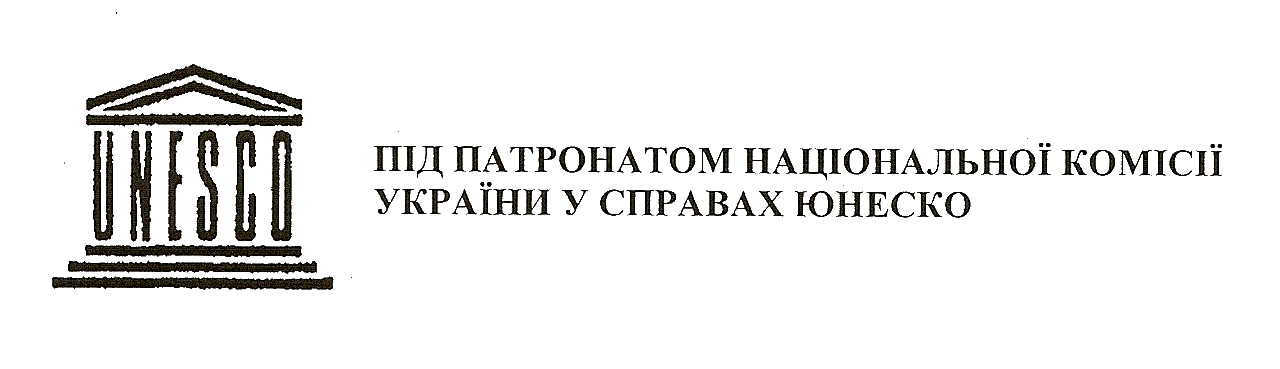 UNESCO
ПІД ПАТРОНАТОМ НАЦІОНАЛЬНОЇ КОМІСІЇ
УКРАЇНИ У СПРАВАХ ЮНЕСКО